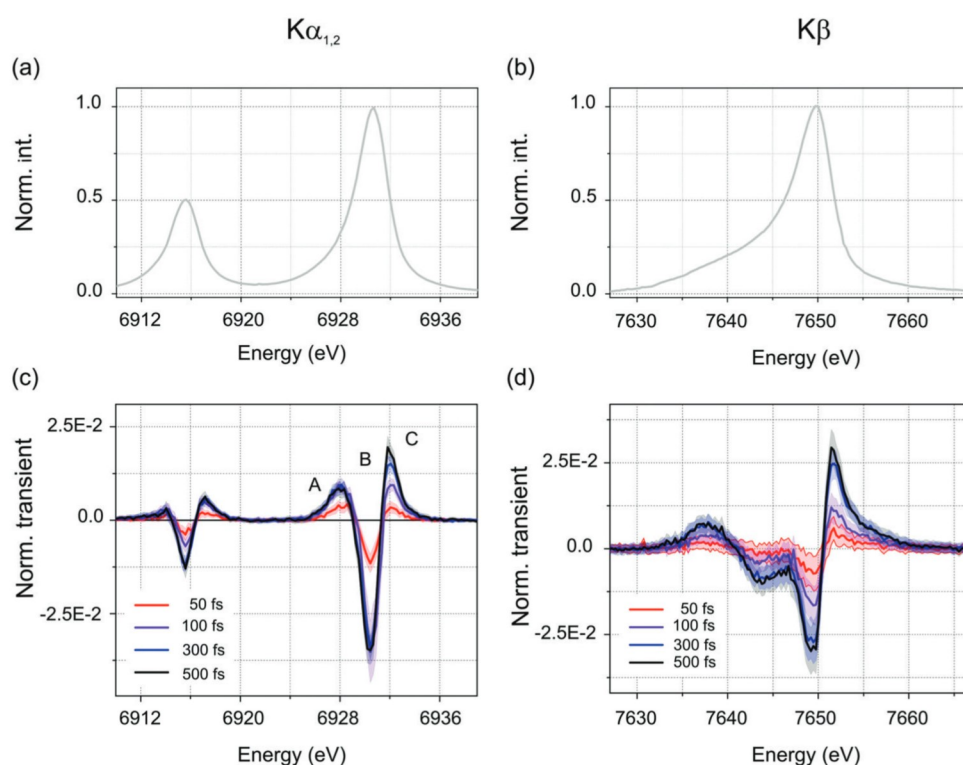 Kα1,2
Kβ
(a)
(b)
Norm. int.
1.0
0.5
0.0
6912
6920
6928
6936
Energy (eV)
Norm. int.
1.0
0.5
0.0
7630
7640
7650
7660
Energy (eV)
(c)
(d)
Norm. transient
2.5E-2
0.0
-2.5E-2
A
B
C
50 fs
100 fs
300 fs
500 fs
6912
6920
6928
6936
Energy (eV)
Norm. transient
2.5E-2
0.0
-2.5E-2
50 fs
100 fs
300 fs
500 fs
7630
7640
7650
7660
Energy (eV)